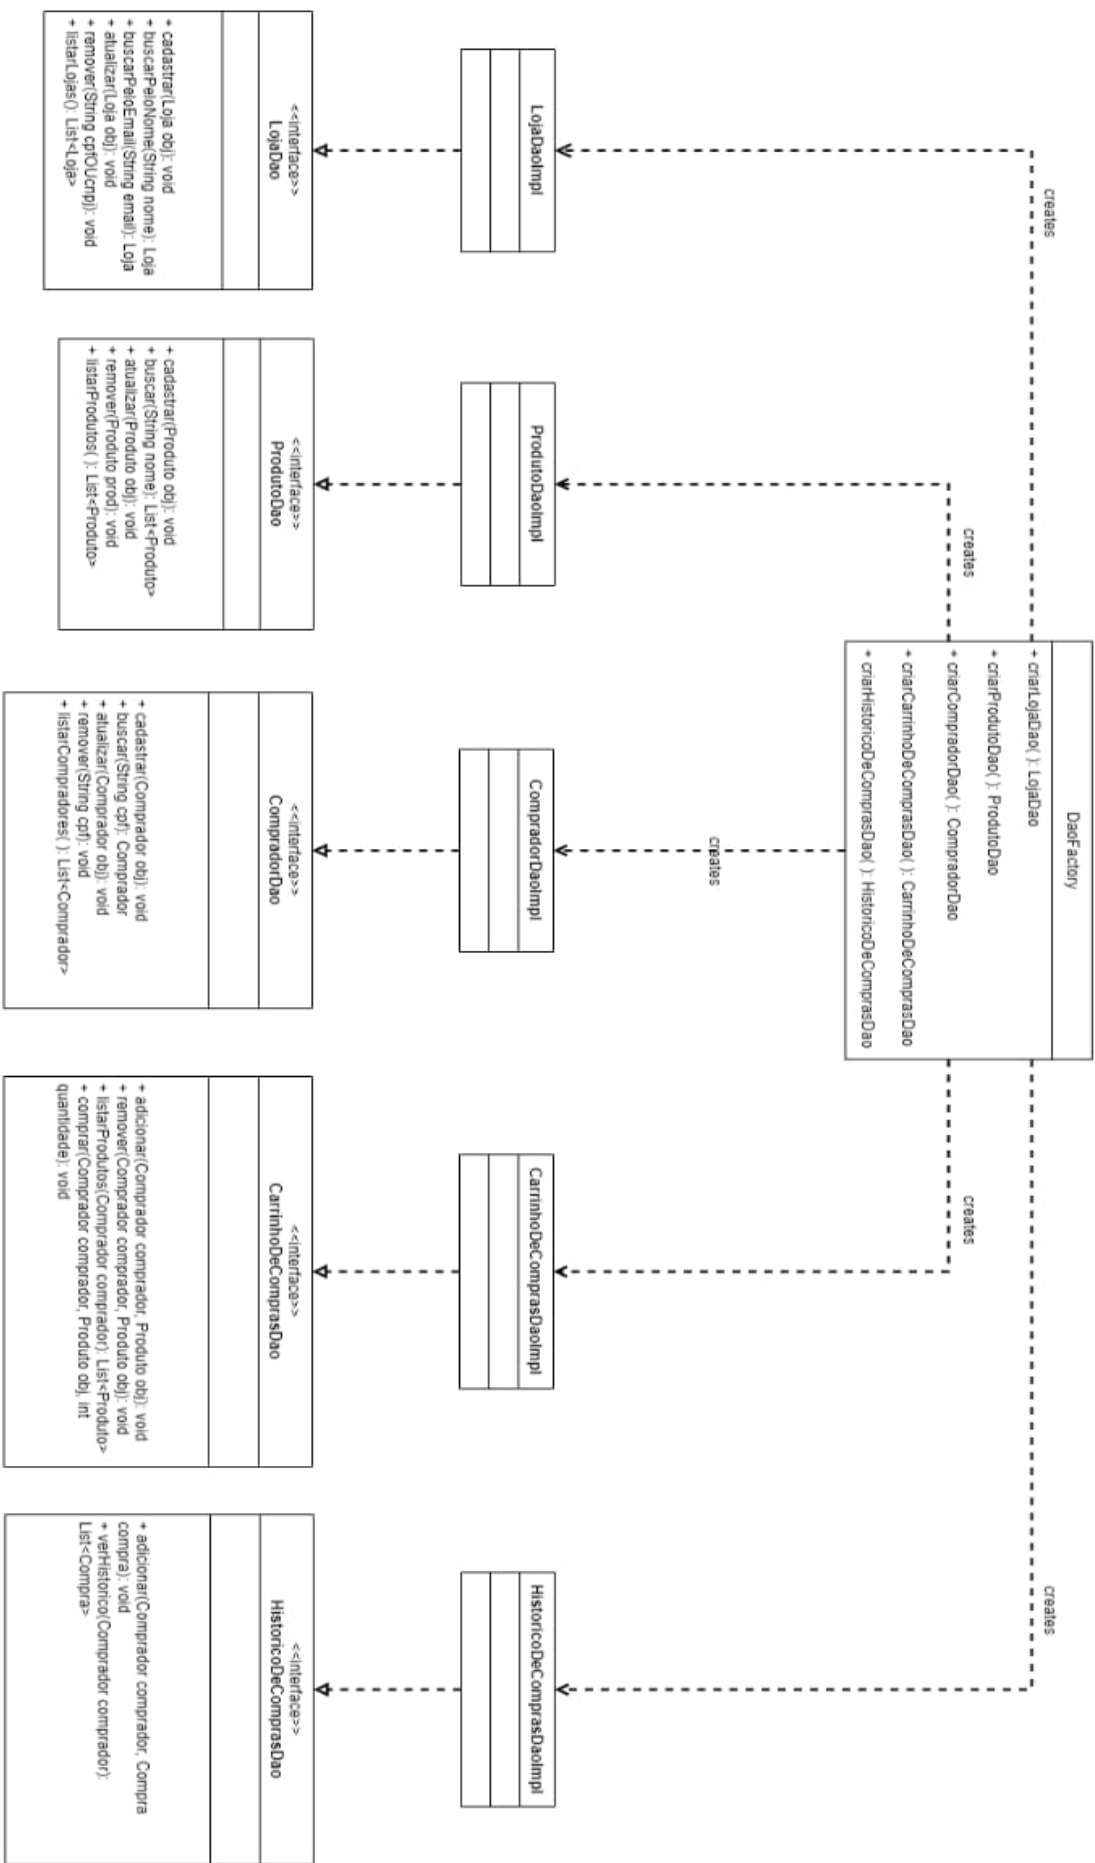 DaoFactory
+ criarLojaDao( ): LojaDao
+ criarProdutoDao( ): ProdutoDao
+ criarCompradorDao( ): CompradorDao
+ criarCarrinhoDeComprasDao( ): CarrinhoDeComprasDao
+ criarHistoricoDeComprasDao( ): HistoricoDeComprasDao
creates
creates
creates
creates
creates
LojaDaoImpl
ProdutoDaoImpl
CompradorDaoImpl
CarrinhoDeComprasDaoImpl
HistoricoDeComprasDaoImpl
<<interface>>
LojaDao
+ cadastrar(Loja obj): void
+ buscarPeloNome(String nome): Loja
+ buscarPeloEmail(String email): Loja
+ atualizar(Loja obj): void
+ remover(String cpfOUcnpj): void
+ listarLojas(): List<Loja>
<<interface>>
ProdutoDao
+ cadastrar(Produto obj): void
+ buscar(String nome): List<Produto>
+ atualizar(Produto obj): void
+ remover(Produto prod): void
+ listarProdutos( ): List<Produto>
<<interface>>
CompradorDao
+ cadastrar(Comprador obj): void
+ buscar(String cpf): Comprador
+ atualizar(Comprador obj): void
+ remover(String cpf): void
+ listarCompradores( ): List<Comprador>
<<interface>>
CarrinhoDeComprasDao
+ adicionar(Comprador comprador, Produto obj): void
+ remover(Comprador comprador, Produto obj): void
+ listarProdutos(Comprador comprador): List<Produto>
+ comprar(Comprador comprador, Produto obj, int
quantidade): void
<<interface>>
HistoricoDeComprasDao
+ adicionar(Comprador comprador, Compra
compra): void
+ verHistorico(Comprador comprador):
List<Compra>